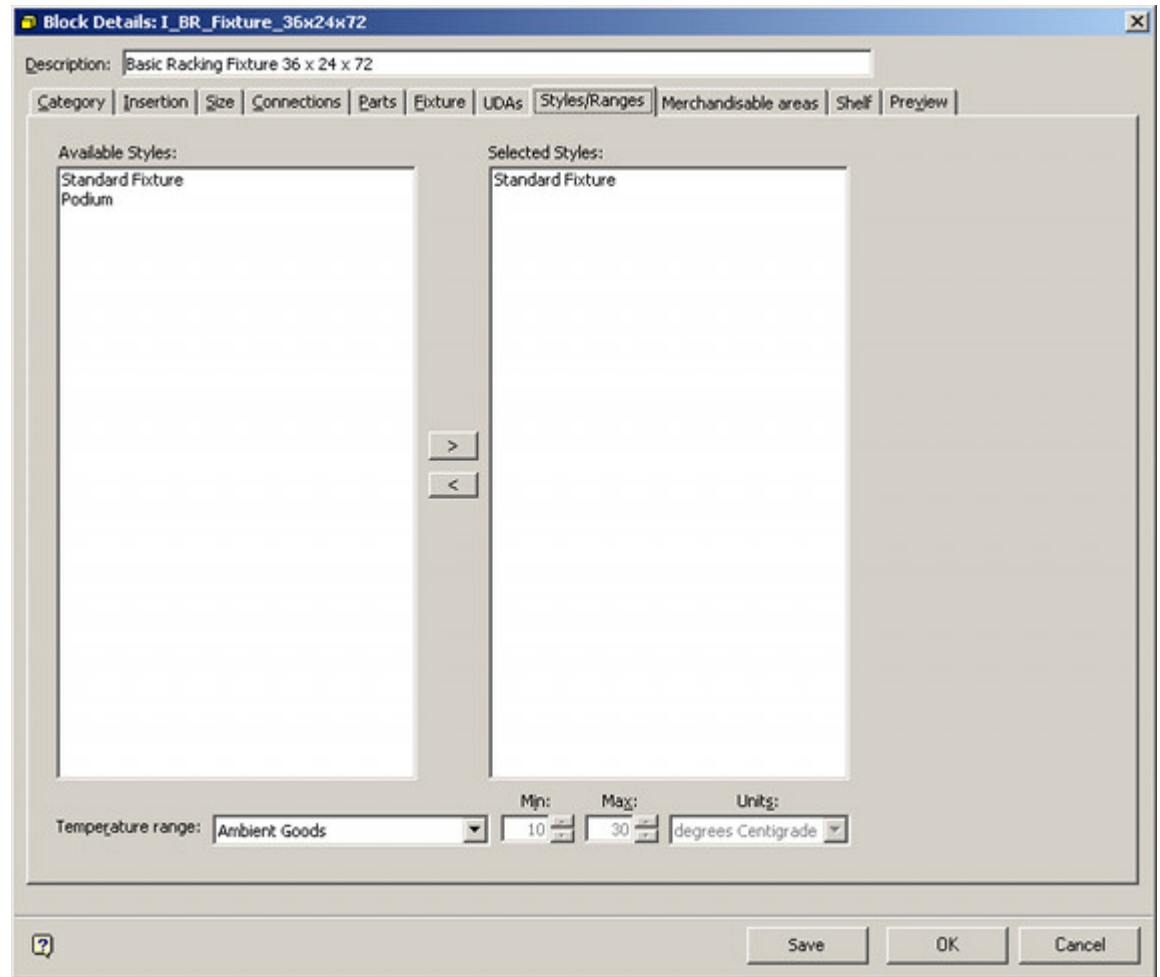 Block Details: I_BR_Fixture_36x24x72
Description: Basic Racking Fixture 36 x 24 x 72
Category Insertion Size Connections Parts Fixture UDAs Styles/Ranges Merchandisable areas Shelf Preview
Available Styles: Selected Styles:
Standard Fixture Standard Fixture
Podium
>
<
Min: Max: Units:
Temperature range: Ambient Goods 10 30 degrees Centigrade
? Save OK Cancel